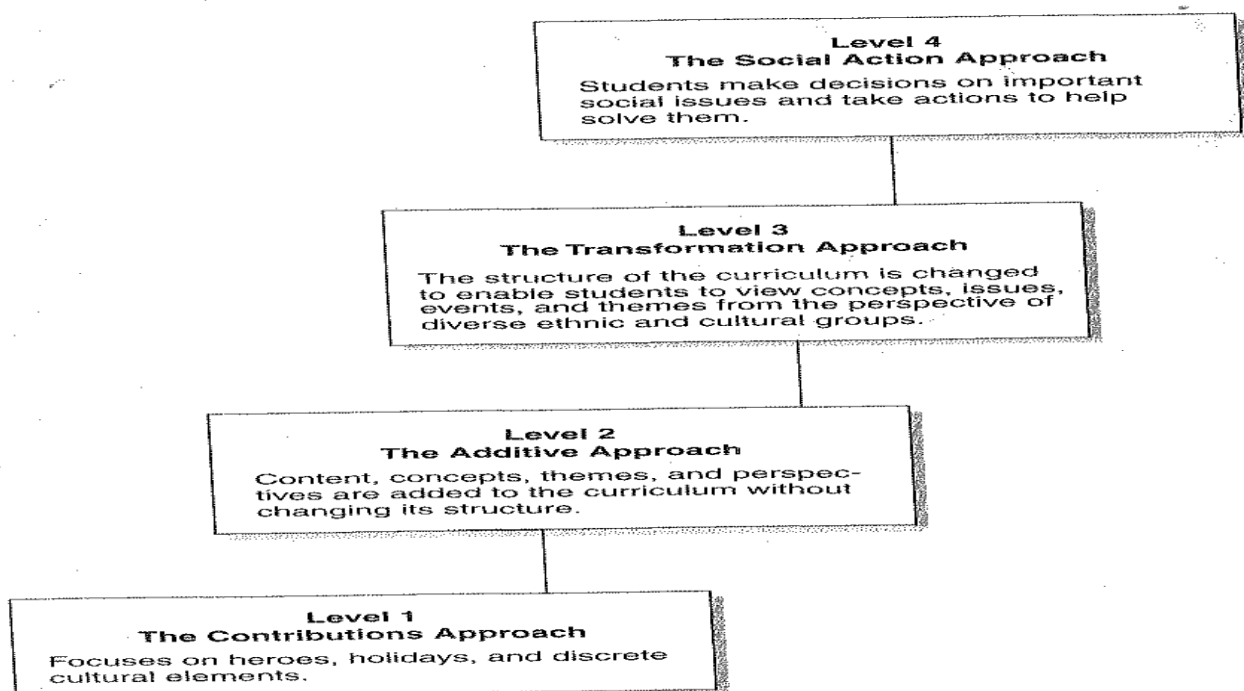 Level 4
The Social Action Approach
Students make decisions on important
social issues and take actions to help
solve them.
Level 3
The Transformation Approach
The structure of the curriculum is changed
to enable students to view concepts, issues,
events, and themes from the perspective of
diverse ethnic and cultural groups.
Level 2
The Additive Approach
Content, concepts, themes, and perspec-
tives are added to the curriculum without
changing its structure.
Level 1
The Contributions Approach
Focuses on heroes, holidays, and discrete
cultural elements.